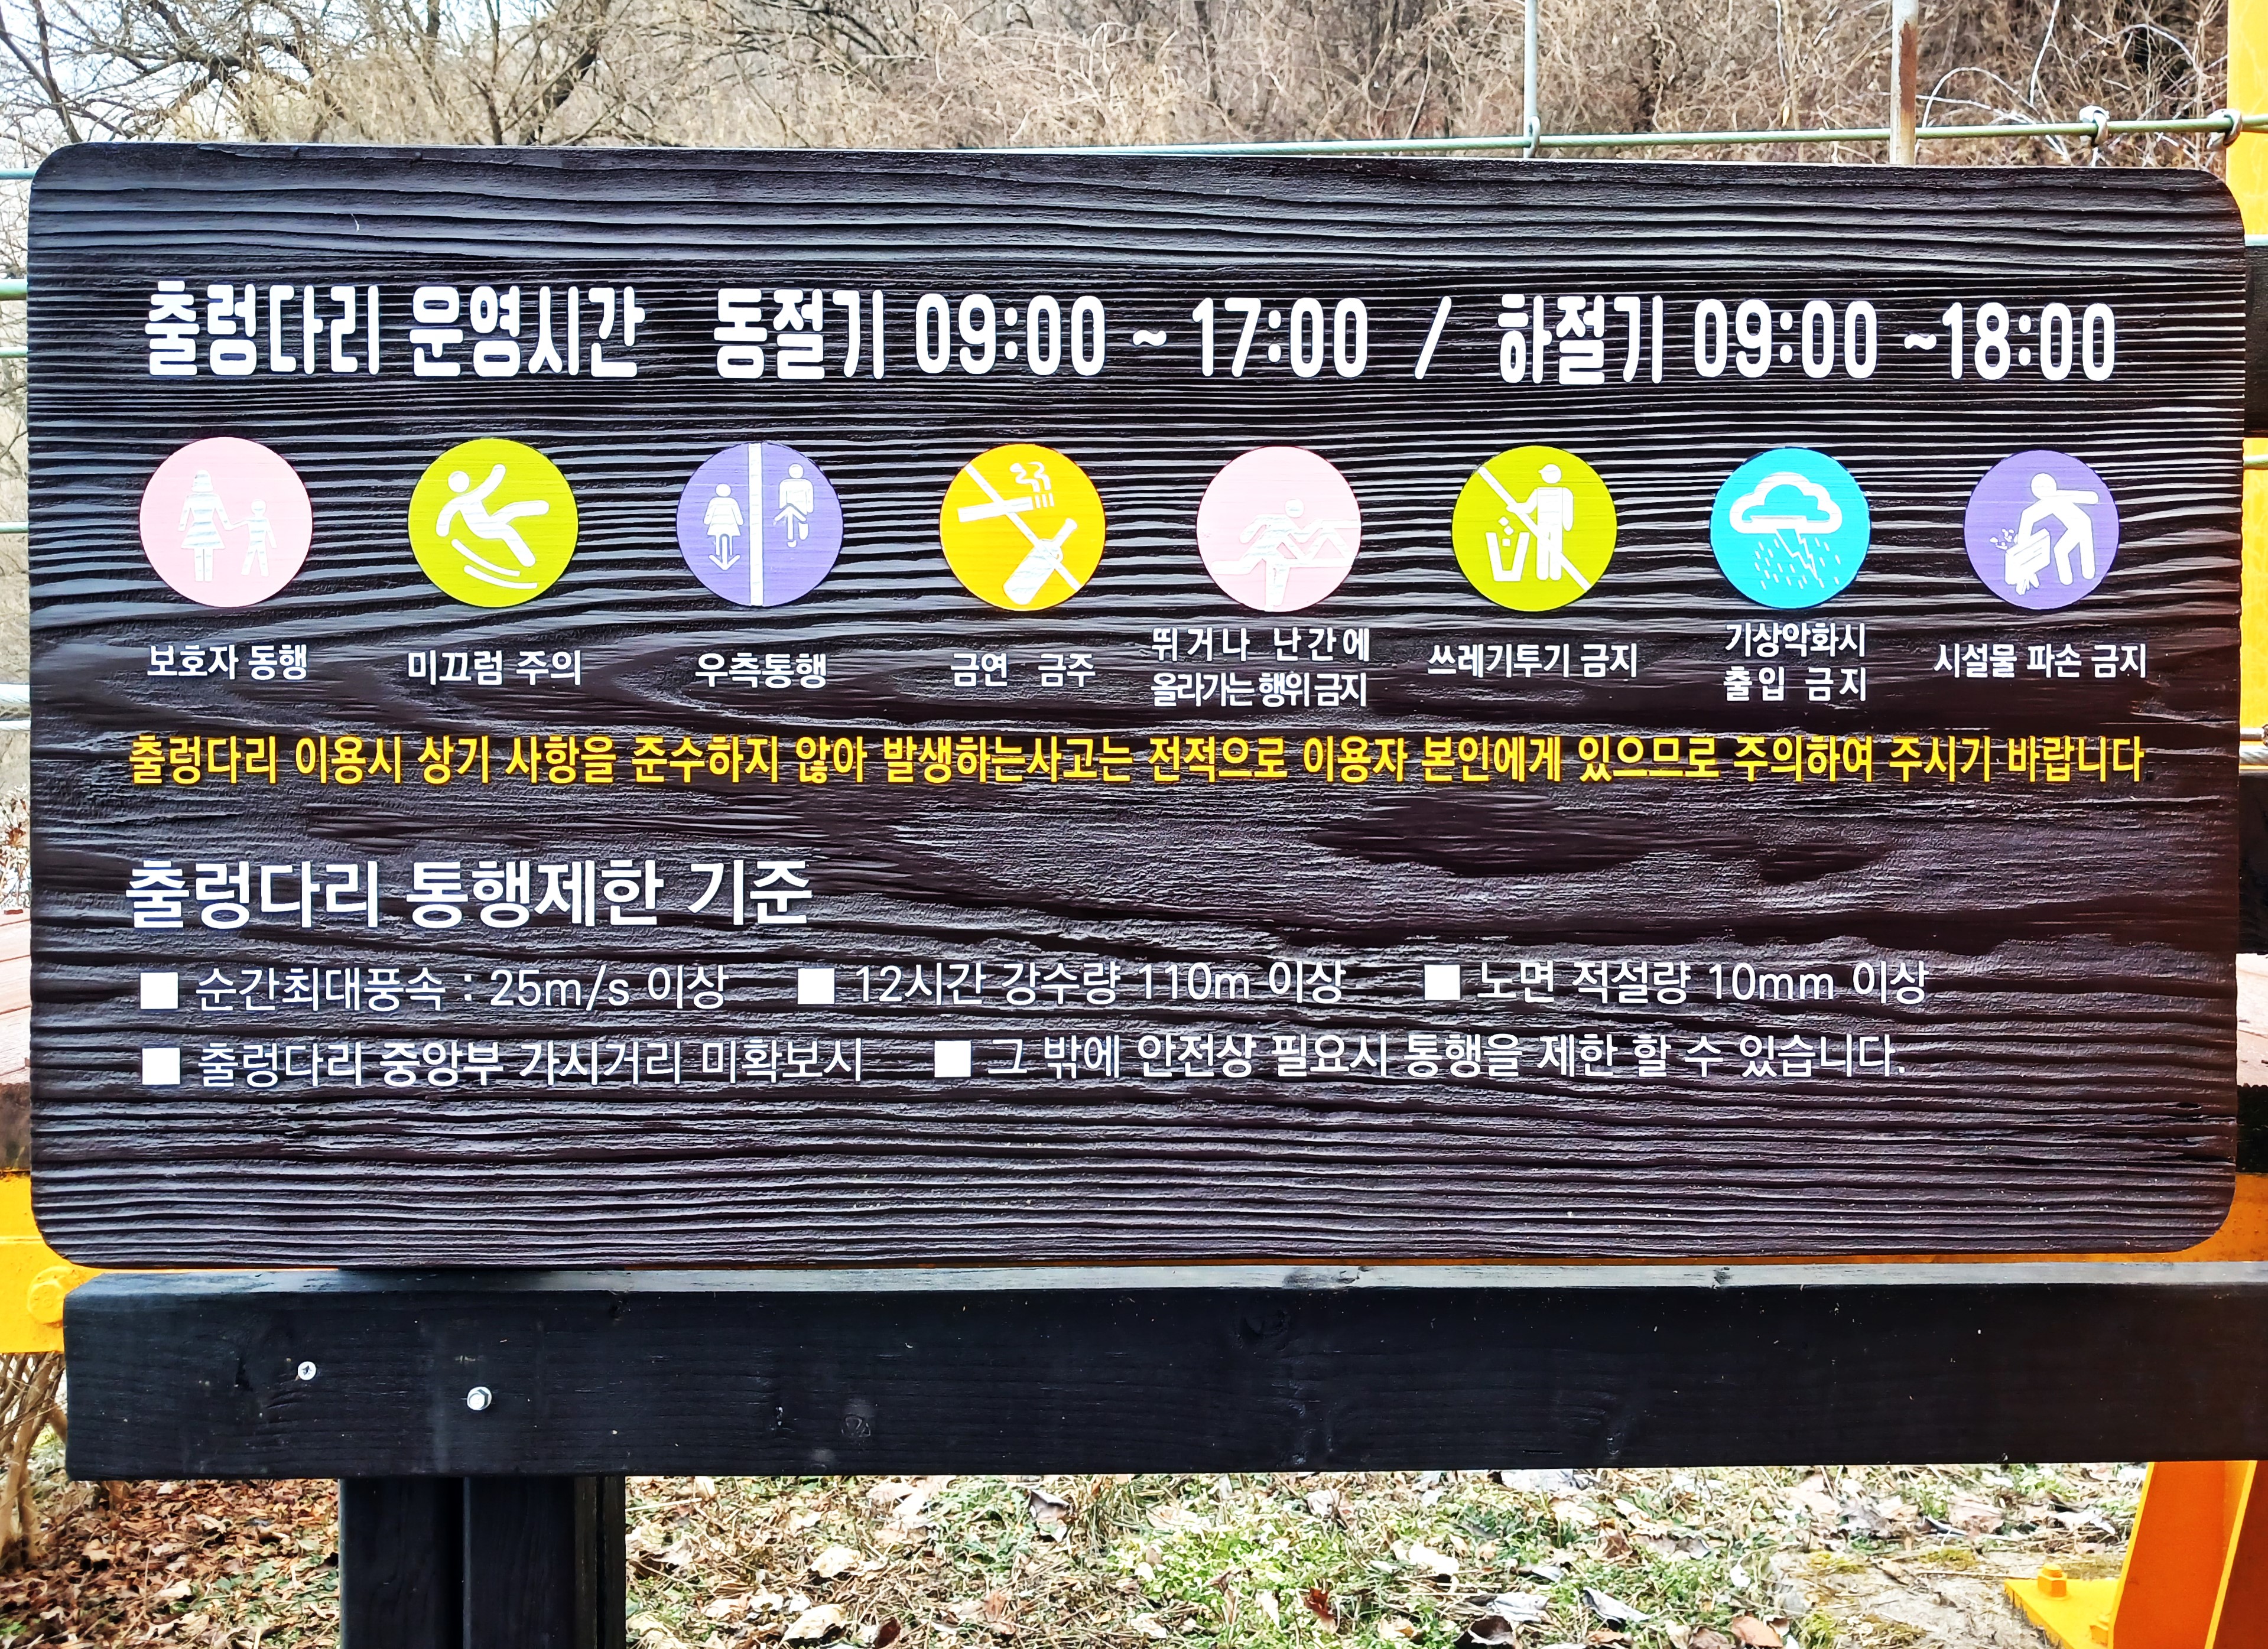 출렁다리 운영시간 동절기 09:00 ~ 17:00 / 하절기 09:00 ~18:00
보호자 동행
미끄럼 주의
우측통행
금연 금주
뛰거나 난간에
올라가는 행위 금지
쓰레기투기 금지
기상악화시
출입 금지
시설물 파손 금지
출렁다리 이용시 상기 사항을 준수하지 않아 발생하는사고는 전적으로 이용자 본인에게 있으므로 주의하여 주시기 바랍니다
출렁다리 통행제한 기준
■ 순간최대풍속 : 25m/s 이상 ■ 12시간 강수량 110m 이상 ■ 노면 적설량 10mm 이상
■ 출렁다리 중앙부 가시거리 미확보시 ■ 그 밖에 안전상 필요시 통행을 제한 할 수 있습니다.